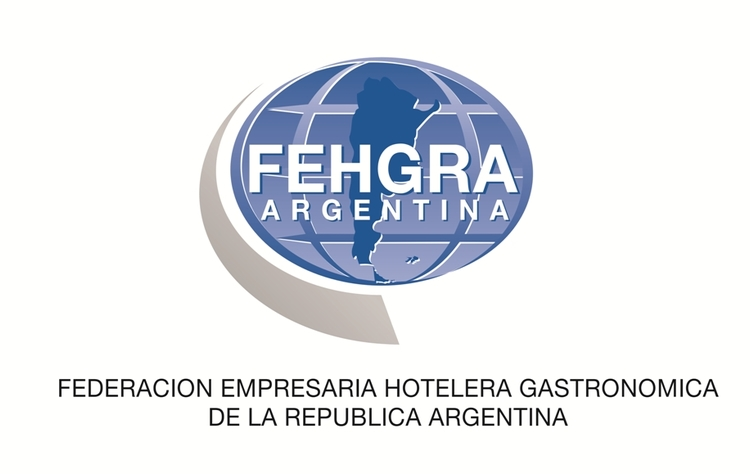 FEHGRA
ARGENTINA
FEDERACION EMPRESARIA HOTELERA GASTRONOMICA
DE LA REPUBLICA ARGENTINA